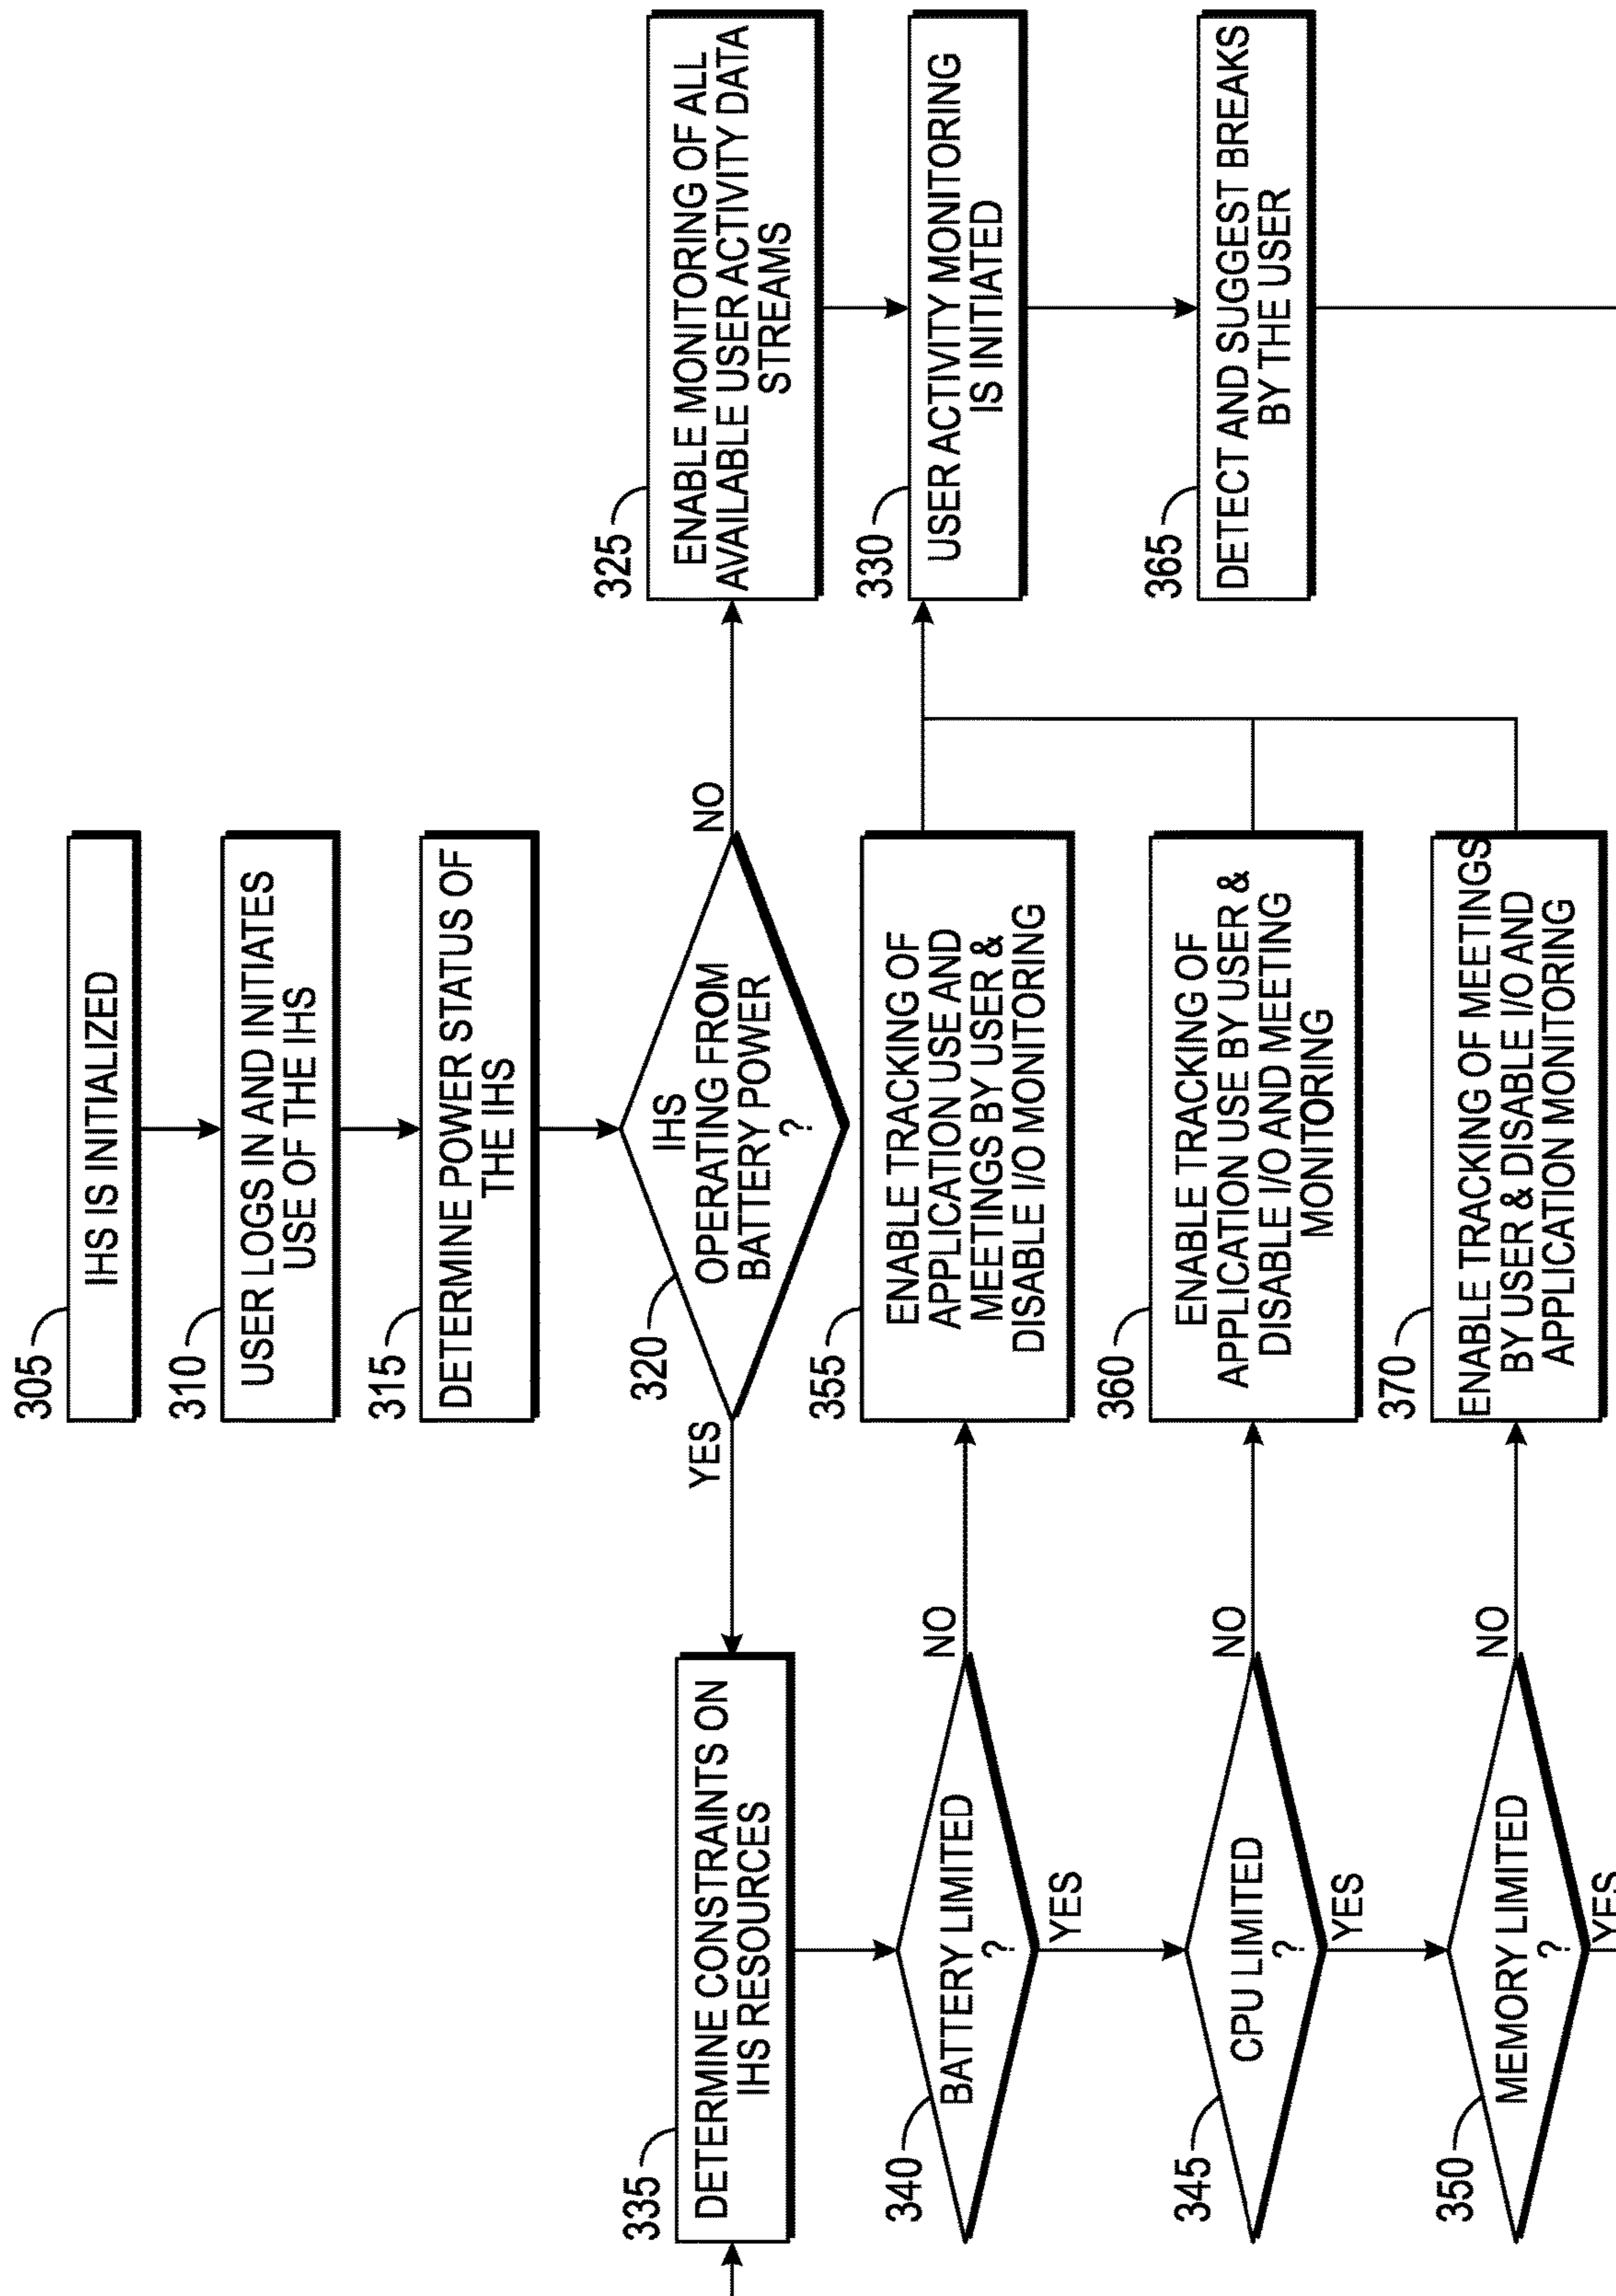 305
IHS IS INITIALIZED
310
USER LOGS IN AND INITIATES
USE OF THE IHS
315
DETERMINE POWER STATUS OF
THE IHS
320
IHS
OPERATING FROM
BATTERY POWER
?
YES
NO
325
ENABLE MONITORING OF ALL
AVAILABLE USER ACTIVITY DATA
STREAMS
330
USER ACTIVITY MONITORING
IS INITIATED
365
DETECT AND SUGGEST BREAKS
BY THE USER
335
DETERMINE CONSTRAINTS ON
IHS RESOURCES
340
BATTERY LIMITED
?
NO
YES
355
ENABLE TRACKING OF
APPLICATION USE AND
MEETINGS BY USER &
DISABLE I/O MONITORING
345
CPU LIMITED
?
NO
YES
360
ENABLE TRACKING OF
APPLICATION USE BY USER &
DISABLE I/O AND MEETING
MONITORING
350
MEMORY LIMITED
?
NO
YES
370
ENABLE TRACKING OF MEETINGS
BY USER & DISABLE I/O AND
APPLICATION MONITORING